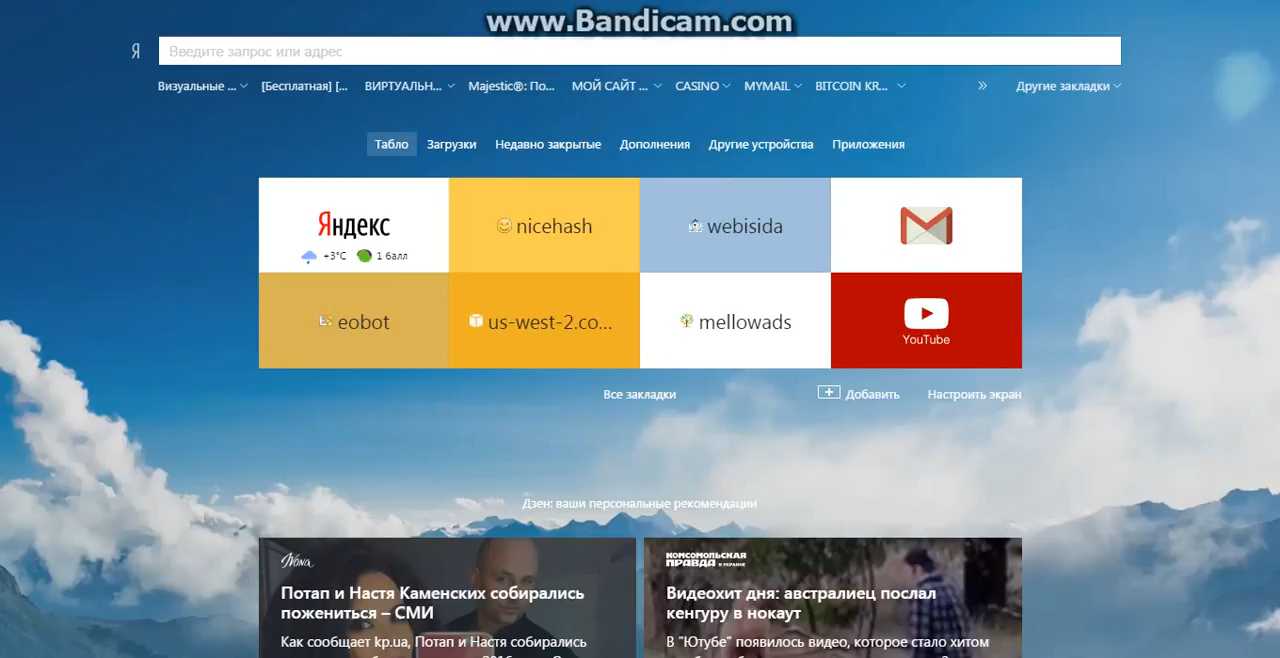 www.Bandicam.com
Я Введите запрос или адрес
Визуальные ... [Бесплатная] [... ВИРТУАЛЬН... Majestic®: По... МОЙ САЙТ ... CASINO MYMAIL BITCOIN KR... » Другие закладки
Табло Загрузки Недавно закрытые Дополнения Другие устройства Приложения
Яндекс
+3°C 1 балл
nicehash
webisida
eobot
us-west-2.co...
mellowads
YouTube
Все закладки Добавить Настроить экран
Дзен: ваши персональные рекомендации
Ivona
Потап и Настя Каменских собирались
пожениться – СМИ
Как сообщает kp.ua, Потап и Настя собирались
КОМСОМОЛЬСКАЯ
ПРАВДА В УКРАИНЕ
Видеохит дня: австралиец послал
кенгуру в нокаут
В "Ютубе" появилось видео, которое стало хитом